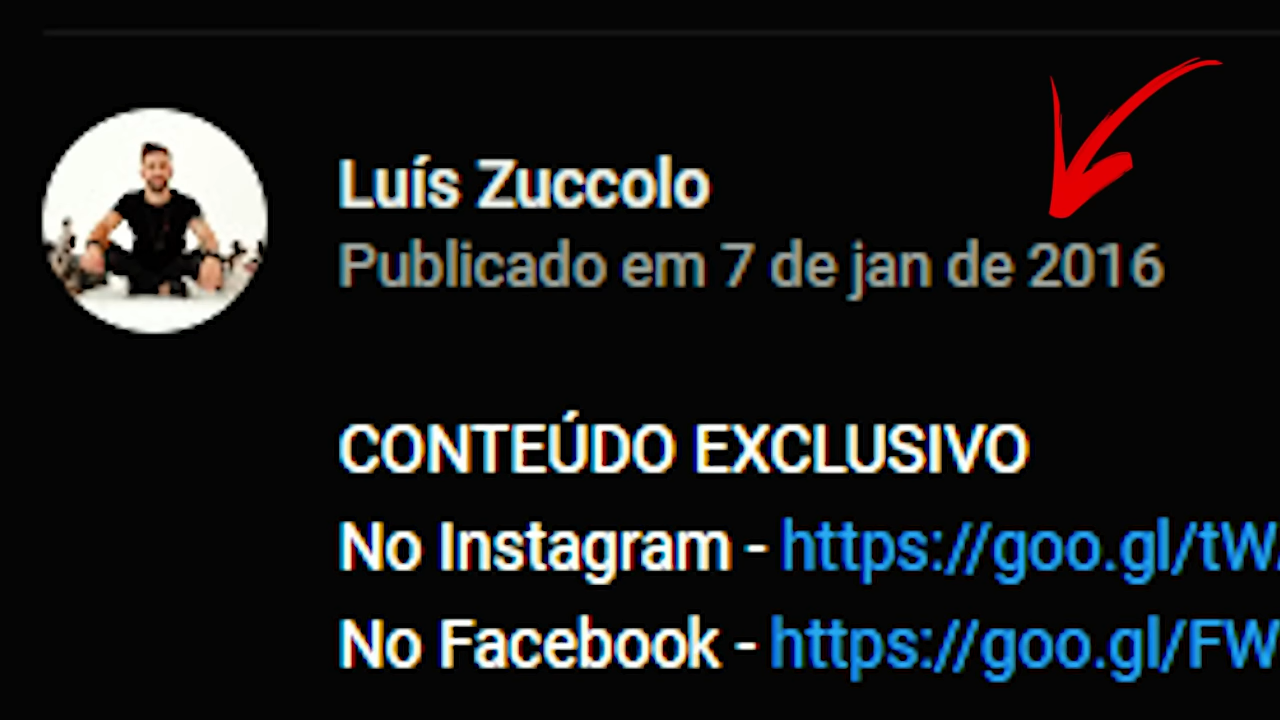 Luís Zuccolo
Publicado em 7 de jan de 2016
CONTEÚDO EXCLUSIVO
No Instagram - https://goo.gl/tW
No Facebook - https://goo.gl/FW